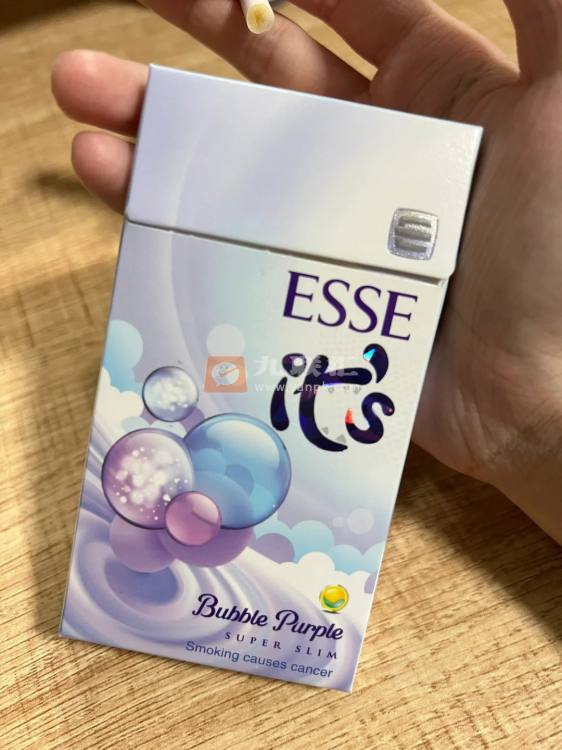 ESSE
it's
Bubble Purple
SUPER SLIM
Smoking causes cancer